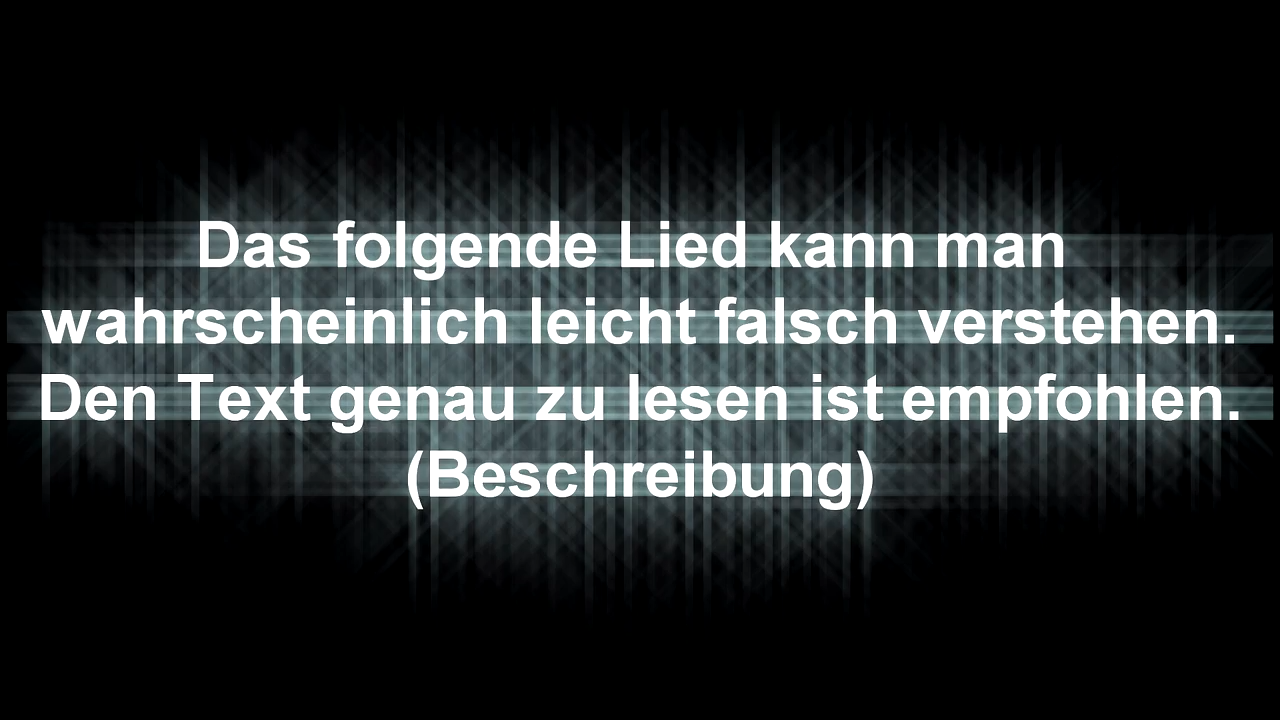 Das folgende Lied kann man
wahrscheinlich leicht falsch verstehen.
Den Text genau zu lesen ist empfohlen.
(Beschreibung)